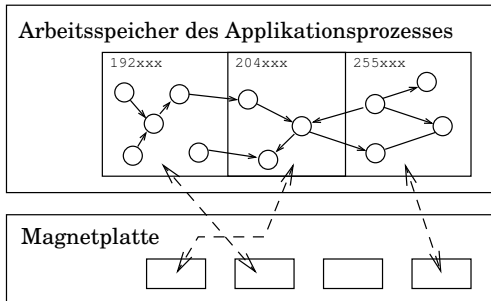 Arbeitsspeicher des Applikationsprozesses
192xxx 204xxx 255xxx
Magnetplatte